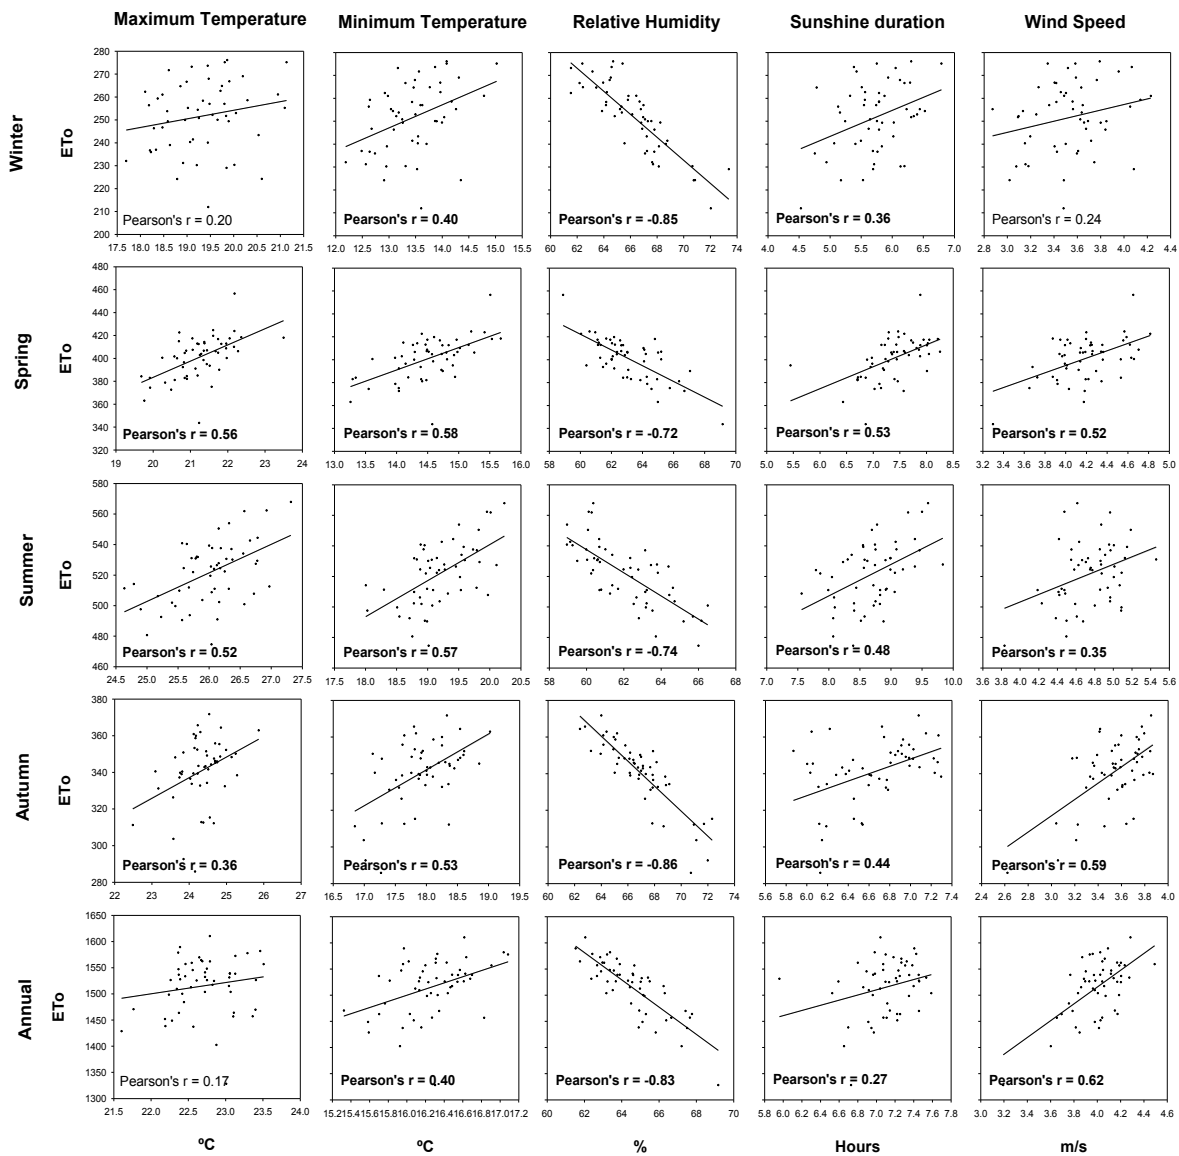 Maximum Temperature Minimum Temperature Relative Humidity Sunshine duration Wind Speed
Winter
ETo
280
270
260
250
240
230
220
210
200
Pearson's r = 0.20 Pearson's r = 0.40 Pearson's r = -0.85 Pearson's r = 0.36 Pearson's r = 0.24
17.5 18.0 18.5 19.0 19.5 20.0 20.5 21.0 21.5
12.0 12.5 13.0 13.5 14.0 14.5 15.0 15.5
60 62 64 66 68 70 72 74
4.0 4.5 5.0 5.5 6.0 6.5 7.0
2.8 3.0 3.2 3.4 3.6 3.8 4.0 4.2 4.4
Spring
ETo
480
460
440
420
400
380
360
340
320
Pearson's r = 0.56 Pearson's r = 0.58 Pearson's r = -0.72 Pearson's r = 0.53 Pearson's r = 0.52
19 20 21 22 23 24
13.0 13.5 14.0 14.5 15.0 15.5 16.0
58 60 62 64 66 68 70
5.0 5.5 6.0 6.5 7.0 7.5 8.0 8.5
3.2 3.4 3.6 3.8 4.0 4.2 4.4 4.6 4.8 5.0
Summer
ETo
580
560
540
520
500
480
460
Pearson's r = 0.52 Pearson's r = 0.57 Pearson's r = -0.74 Pearson's r = 0.48 Pearson's r = 0.35
24.5 25.0 25.5 26.0 26.5 27.0 27.5
17.5 18.0 18.5 19.0 19.5 20.0 20.5
58 60 62 64 66 68
7.0 7.5 8.0 8.5 9.0 9.5 10.0
3.6 3.8 4.0 4.2 4.4 4.6 4.8 5.0 5.2 5.4 5.6
Autumn
ETo
380
360
340
320
300
280
Pearson's r = 0.36 Pearson's r = 0.53 Pearson's r = -0.86 Pearson's r = 0.44 Pearson's r = 0.59
22 23 24 25 26 27
16.5 17.0 17.5 18.0 18.5 19.0 19.5
60 62 64 66 68 70 72 74
5.6 5.8 6.0 6.2 6.4 6.6 6.8 7.0 7.2 7.4
2.4 2.6 2.8 3.0 3.2 3.4 3.6 3.8 4.0
Annual
ETo
1650
1600
1550
1500
1450
1400
1350
1300
Pearson's r = 0.17 Pearson's r = 0.40 Pearson's r = -0.83 Pearson's r = 0.27 Pearson's r = 0.62
21.5 22.0 22.5 23.0 23.5 24.0
15.2 15.4 15.6 15.8 16.0 16.2 16.4 16.6 16.8 17.0 17.2
60 62 64 66 68 70
5.8 6.0 6.2 6.4 6.6 6.8 7.0 7.2 7.4 7.6 7.8
3.0 3.2 3.4 3.6 3.8 4.0 4.2 4.4 4.6
ºC ºC % Hours m/s